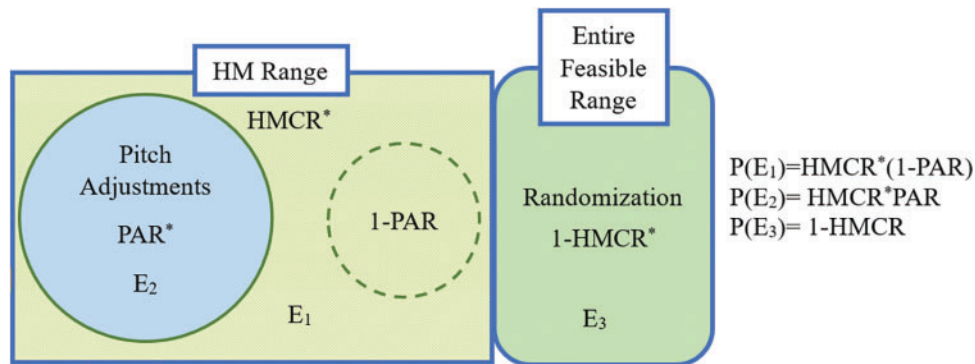 HM Range
Entire
Feasible
Range
HMCR*
Pitch
Adjustments
PAR*
E2
1-PAR
E1
Randomization
1-HMCR*
E3
P(E1)=HMCR*(1-PAR)
P(E2)= HMCR*PAR
P(E3)= 1-HMCR